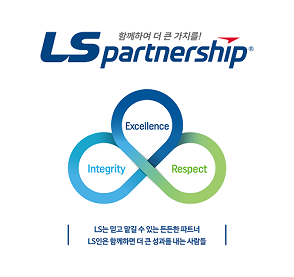 함께하여 더 큰 가치를!
LS partnership®
Excellence
Integrity
Respect
LS는 믿고 맡길 수 있는 든든한 파트너
LS인은 함께하면 더 큰 성과를 내는 사람들